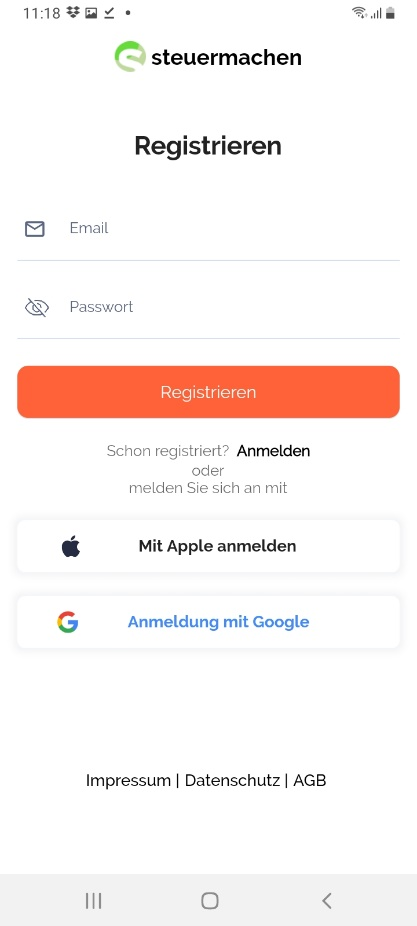 11:18
steuermachen
Registrieren
Email
Passwort
Registrieren
Schon registriert? Anmelden
oder
melden Sie sich an mit
Mit Apple anmelden
Anmeldung mit Google
Impressum | Datenschutz | AGB